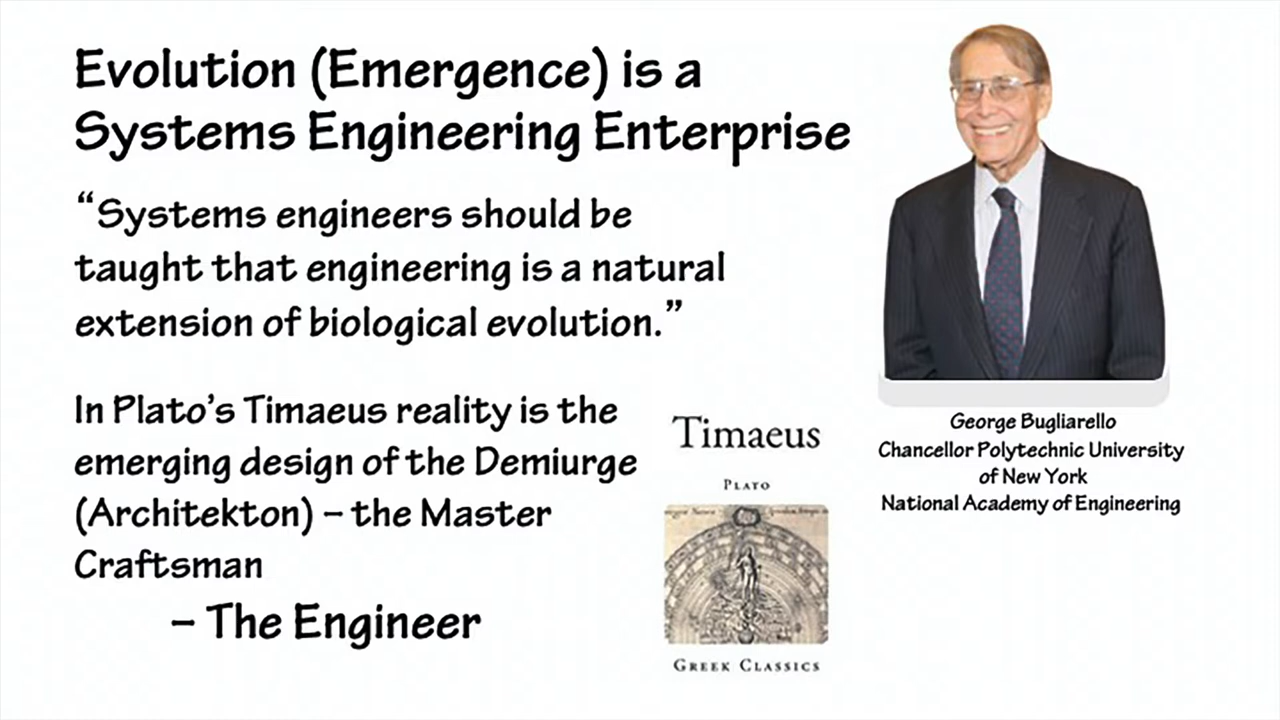 Evolution (Emergence) is a
Systems Engineering Enterprise
“Systems engineers should be
taught that engineering is a natural
extension of biological evolution.”
In Plato’s Timaeus reality is the
emerging design of the Demiurge
(Architekton) – the Master
Craftsman
– The Engineer
Timaeus
PLATO
GREEK CLASSICS
George Bugliarello
Chancellor Polytechnic University
of New York
National Academy of Engineering